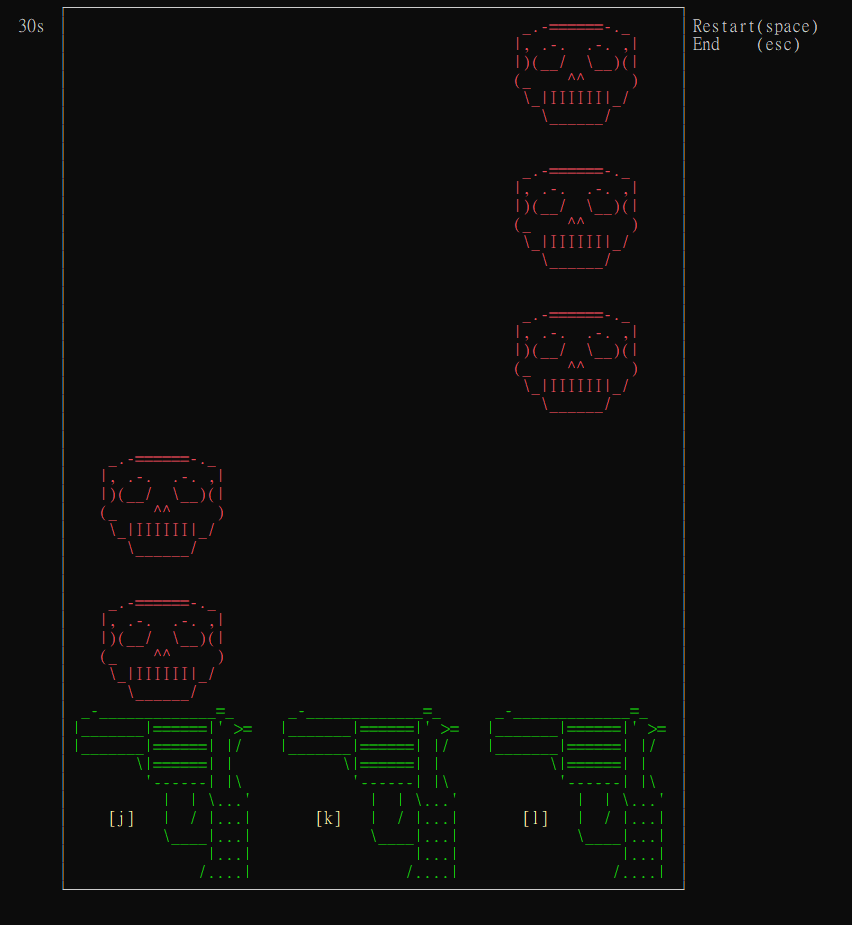 30s
Restart(space)
End    (esc)
[j]
[k]
[l]